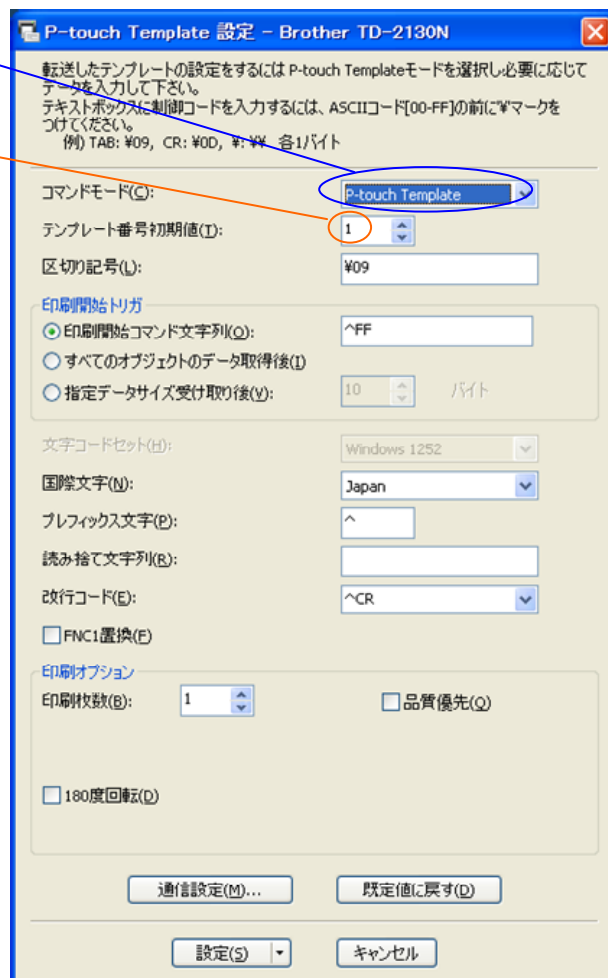 P-touch Template 設定 - Brother TD-2130N
転送したテンプレートの設定をするには P-touch Templateモードを選択し必要に応じて
データを入力して下さい。
テキストボックスに制御コードを入力するには、ASCIIコード[00-FF]の前に¥マークを
つけてください。
例) TAB: ¥09, CR: ¥0D, ¥: ¥¥ 各1バイト
コマンドモード(C): P-touch Template
テンプレート番号初期値(T): 1
区切り記号(L): ¥09
印刷開始トリガ
印刷開始コマンド文字列(O): ^FF
すべてのオブジェクトのデータ取得後(I)
指定データサイズ受け取り後(V): 10 バイト
文字コードセット(H): Windows 1252
国際文字(N): Japan
プレフィックス文字(P): ^
読み捨て文字列(R):
改行コード(E): ^CR
FNC1置換(F)
印刷オプション
印刷枚数(B): 1 品質優先(Q)
180度回転(D)
通信設定(M)... 既定値に戻す(D)
設定(S) キャンセル